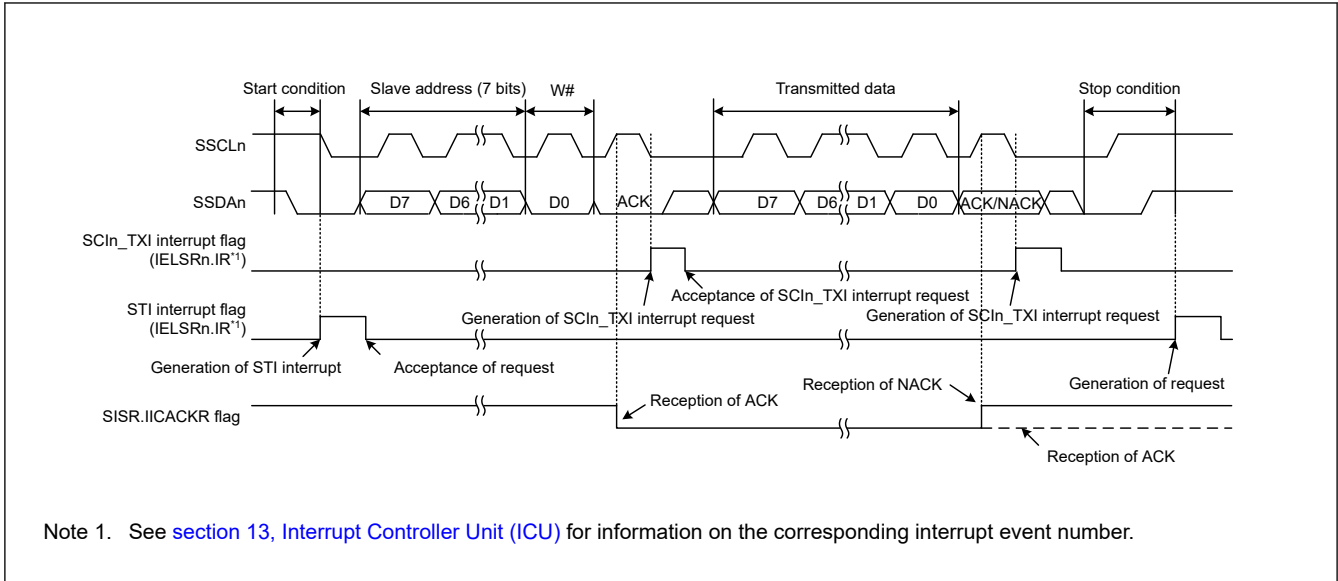 Start condition
Slave address (7 bits)
W#
Transmitted data
Stop condition
SSCLn
SSDAn
D7
D6
D1
D0
ACK
D7
D6
D1
D0
ACK/NACK
SCIn_TXI interrupt flag
(IELSRn.IR*1)
Acceptance of SCIn_TXI interrupt request
Generation of SCIn_TXI interrupt request
Generation of SCIn_TXI interrupt request
STI interrupt flag
(IELSRn.IR*1)
Generation of STI interrupt
Acceptance of request
Generation of request
SISR.IICACKR flag
Reception of ACK
Reception of NACK
Reception of ACK
Note 1. See section 13, Interrupt Controller Unit (ICU) for information on the corresponding interrupt event number.